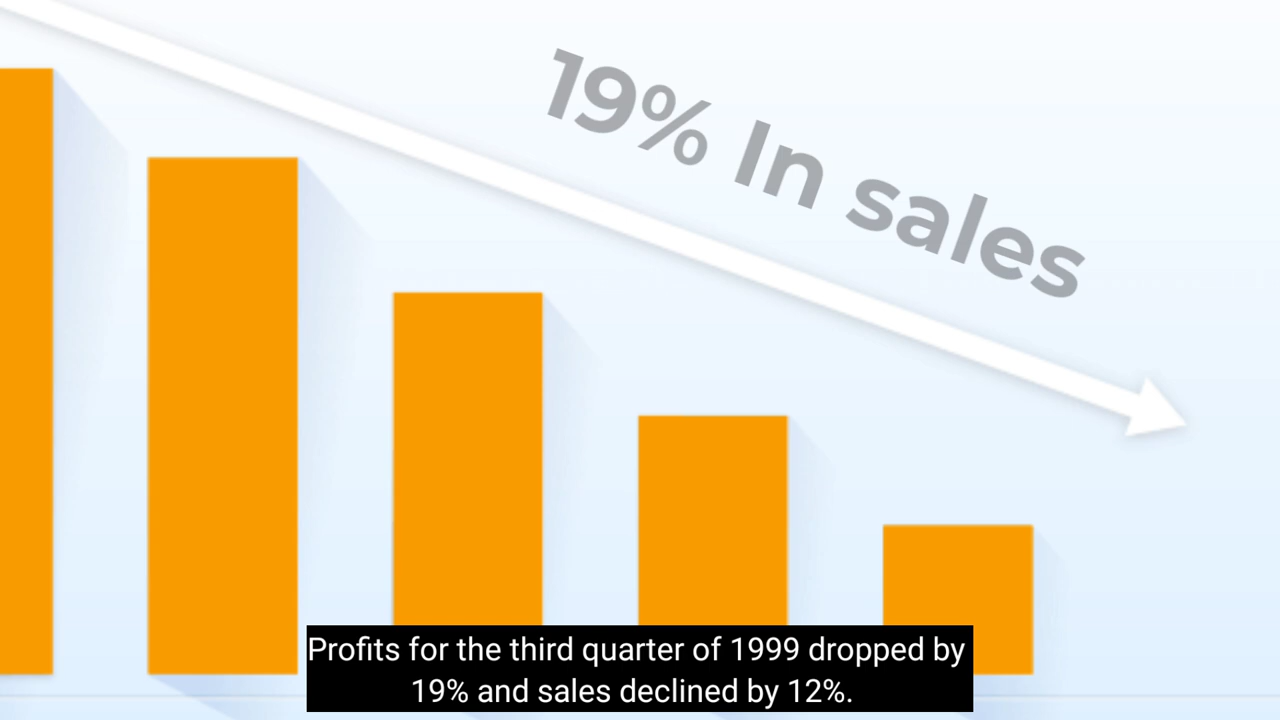 19% In sales
Profits for the third quarter of 1999 dropped by
19% and sales declined by 12%.